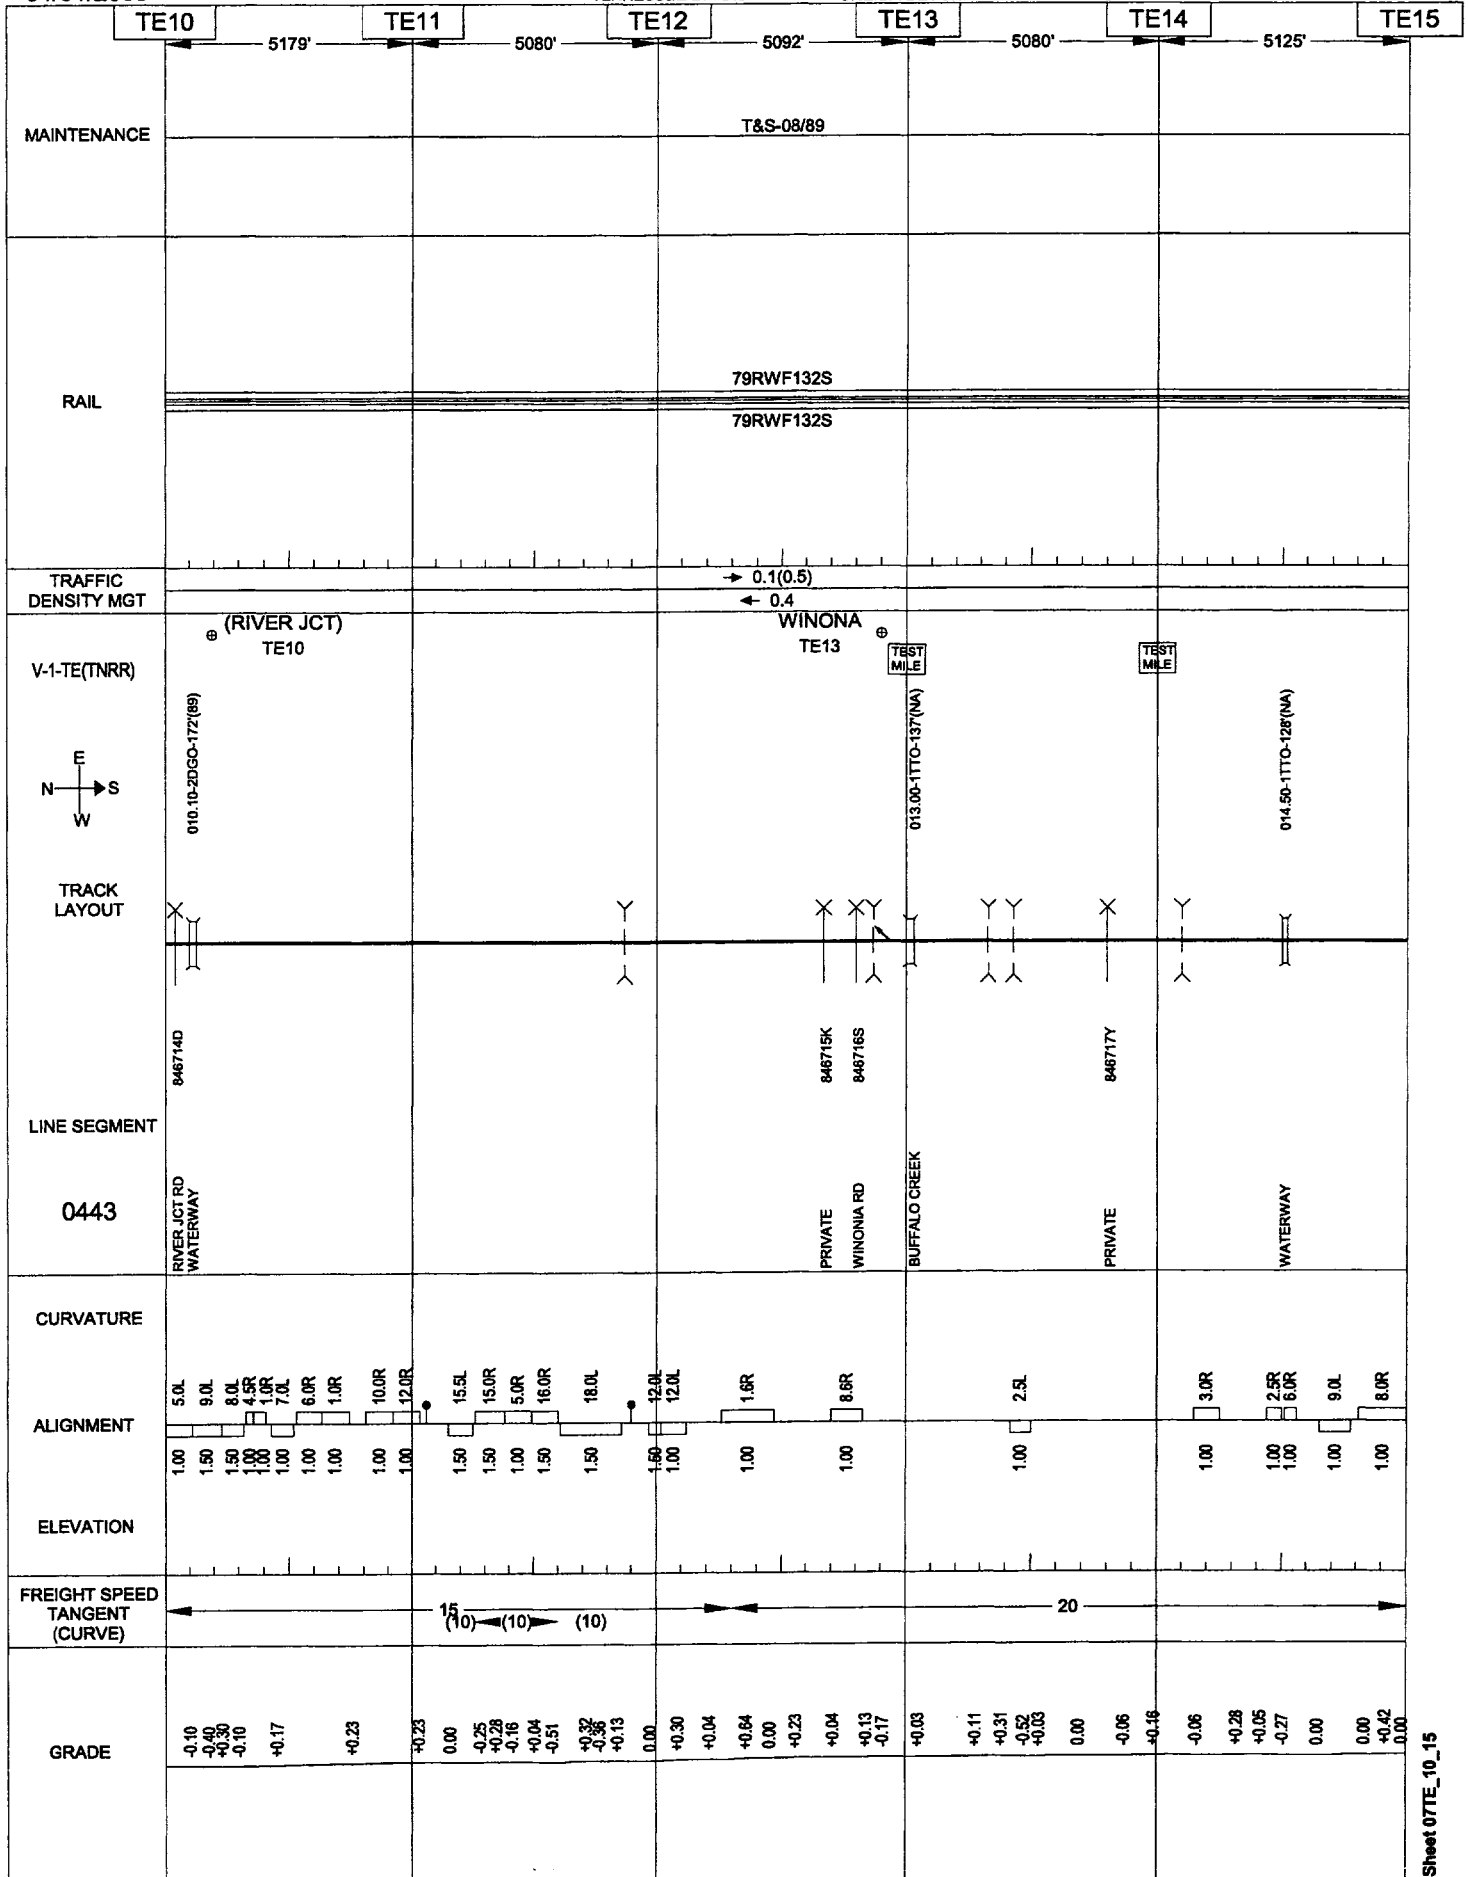 TE10 TE11 TE12 TE13 TE14 TE15
5179' 5080' 5092' 5080' 5125'
MAINTENANCE
T&S-08/89
RAIL
79RWF132S
79RWF132S
TRAFFIC
DENSITY MGT
0.1(0.5)
0.4
V-1-TE(TNRR)
(RIVER JCT)
TE10
WINONA
TE13
TEST
MILE
TEST
MILE
E
N S
W
010.10-2DGO-172'(89)
013.00-1TTO-137'(NA)
014.50-1TTO-128'(NA)
TRACK
LAYOUT
846714D
846715K
846716S
846717Y
LINE SEGMENT
0443
RIVER JCT RD
WATERWAY
PRIVATE
WINONIA RD
BUFFALO CREEK
PRIVATE
WATERWAY
CURVATURE
5.0L 9.0L 8.0L 4.5R 1.0R 7.0L 6.0R 1.0R 10.0R 12.0R 15.5L 15.0R 5.0R 16.0R 18.0L 12.0L 12.0L 1.6R 8.6R 2.5L 3.0R 2.5R 6.0R 9.0L 8.0R
ALIGNMENT
1.00 1.50 1.50 1.00 1.00 1.00 1.00 1.00 1.00 1.00 1.50 1.50 1.00 1.50 1.50 1.50 1.00 1.00 1.00 1.00 1.00 1.00 1.00 1.00 1.00
ELEVATION
FREIGHT SPEED
TANGENT
(CURVE)
15 20
(10) (10) (10)
GRADE
-0.10 -0.40 +0.30 -0.10 +0.17 +0.23 +0.23 0.00 -0.25 +0.28 -0.16 +0.04 -0.51 +0.32 -0.36 +0.13 0.00 +0.30 +0.04 +0.64 0.00 +0.23 +0.04 +0.13 -0.17 +0.03 +0.11 +0.31 -0.52 +0.03 0.00 -0.06 +0.16 -0.06 +0.28 +0.05 -0.27 0.00 0.00 +0.42 0.00
Sheet 07TE_10_15